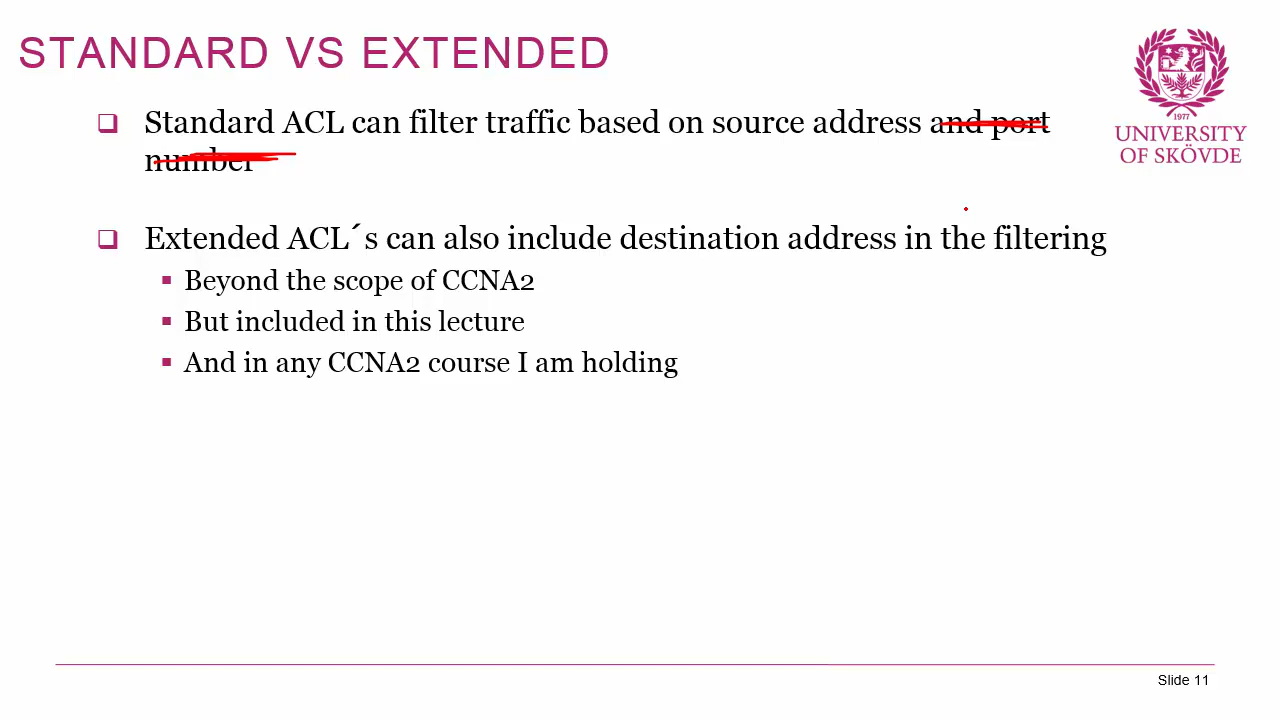 STANDARD VS EXTENDED
1977
UNIVERSITY
OF SKÖVDE
❑ Standard ACL can filter traffic based on source address and port
number
❑ Extended ACL´s can also include destination address in the filtering
▪ Beyond the scope of CCNA2
▪ But included in this lecture
▪ And in any CCNA2 course I am holding
Slide 11